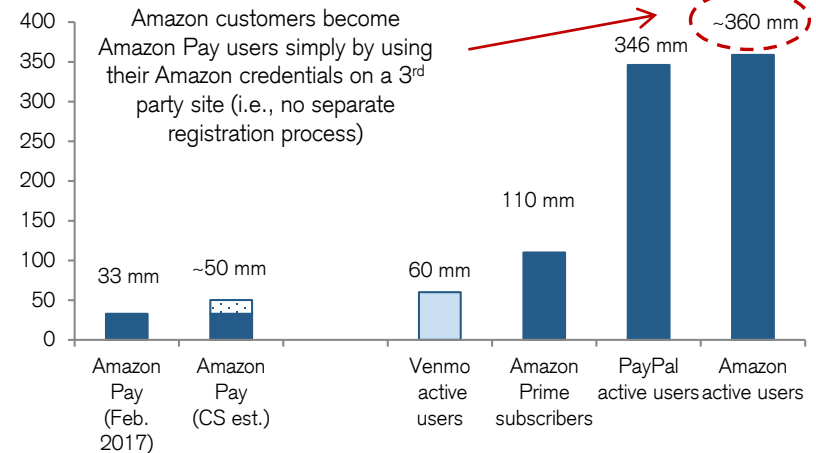 Amazon customers become
Amazon Pay users simply by using
their Amazon credentials on a 3rd
party site (i.e., no separate
registration process)
400
350
300
250
200
150
100
50
0
33 mm
~50 mm
60 mm
110 mm
346 mm
~360 mm
Amazon
Pay
(Feb.
2017)
Amazon
Pay
(CS est.)
Venmo
active
users
Amazon
Prime
subscribers
PayPal
active users
Amazon
active users